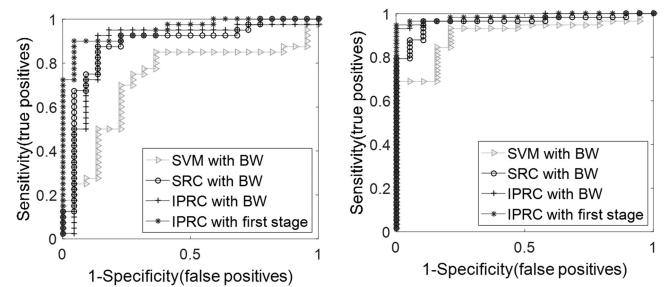 Sensitivity(true positives)
1
0.8
0.6
0.4
0.2
0
0
0.5
1
1-Specificity(false positives)
SVM with BW
SRC with BW
IPRC with BW
IPRC with first stage
Sensitivity(true positives)
1
0.8
0.6
0.4
0.2
0
0
0.5
1
1-Specificity(false positives)
SVM with BW
SRC with BW
IPRC with BW
IPRC with first stage